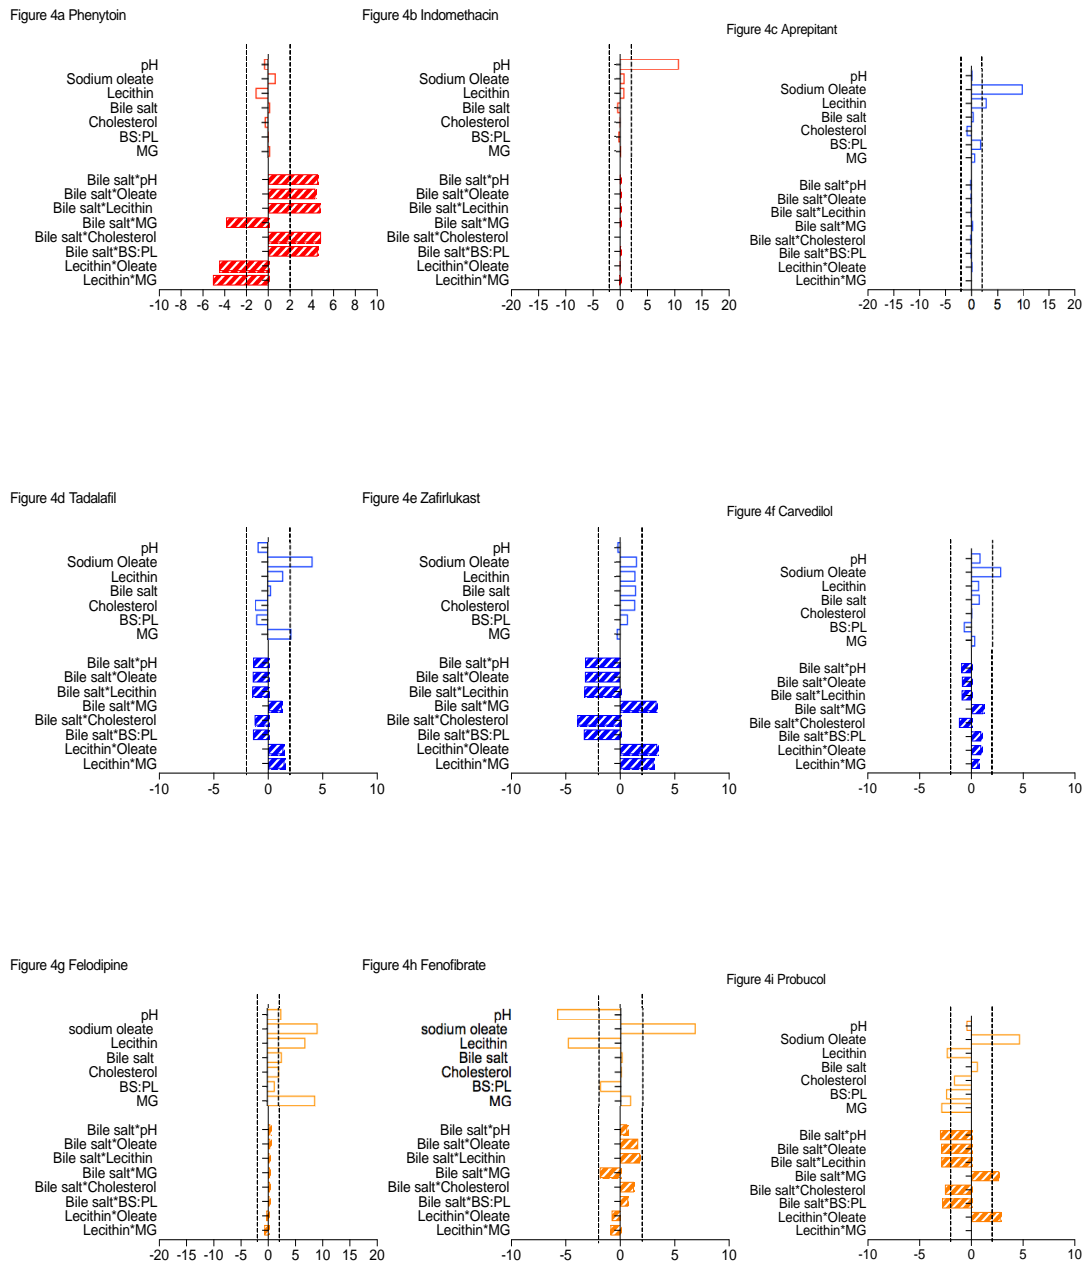 Figure 4a Phenytoin
pH
Sodium oleate
Lecithin
Bile salt
Cholesterol
BS:PL
MG
Bile salt*pH
Bile salt*Oleate
Bile salt*Lecithin
Bile salt*MG
Bile salt*Cholesterol
Bile salt*BS:PL
Lecithin*Oleate
Lecithin*MG
-10 -8 -6 -4 -2 0 2 4 6 8 10
Figure 4b Indomethacin
pH
Sodium Oleate
Lecithin
Bile salt
Cholesterol
BS:PL
MG
Bile salt*pH
Bile salt*Oleate
Bile salt*Lecithin
Bile salt*MG
Bile salt*Cholesterol
Bile salt*BS:PL
Lecithin*Oleate
Lecithin*MG
-20 -15 -10 -5 0 5 10 15 20
Figure 4c Aprepitant
pH
Sodium Oleate
Lecithin
Bile salt
Cholesterol
BS:PL
MG
Bile salt*pH
Bile salt*Oleate
Bile salt*Lecithin
Bile salt*MG
Bile salt*Cholesterol
Bile salt*BS:PL
Lecithin*Oleate
Lecithin*MG
-20 -15 -10 -5 0 5 10 15 20
Figure 4d Tadalafil
pH
Sodium Oleate
Lecithin
Bile salt
Cholesterol
BS:PL
MG
Bile salt*pH
Bile salt*Oleate
Bile salt*Lecithin
Bile salt*MG
Bile salt*Cholesterol
Bile salt*BS:PL
Lecithin*Oleate
Lecithin*MG
-10 -5 0 5 10
Figure 4e Zafirlukast
pH
Sodium Oleate
Lecithin
Bile salt
Cholesterol
BS:PL
MG
Bile salt*pH
Bile salt*Oleate
Bile salt*Lecithin
Bile salt*MG
Bile salt*Cholesterol
Bile salt*BS:PL
Lecithin*Oleate
Lecithin*MG
-10 -5 0 5 10
Figure 4f Carvedilol
pH
Sodium Oleate
Lecithin
Bile salt
Cholesterol
BS:PL
MG
Bile salt*pH
Bile salt*Oleate
Bile salt*Lecithin
Bile salt*MG
Bile salt*Cholesterol
Bile salt*BS:PL
Lecithin*Oleate
Lecithin*MG
-10 -5 0 5 10
Figure 4g Felodipine
pH
sodium oleate
Lecithin
Bile salt
Cholesterol
BS:PL
MG
Bile salt*pH
Bile salt*Oleate
Bile salt*Lecithin
Bile salt*MG
Bile salt*Cholesterol
Bile salt*BS:PL
Lecithin*Oleate
Lecithin*MG
-20 -15 -10 -5 0 5 10 15 20
Figure 4h Fenofibrate
pH
sodium oleate
Lecithin
Bile salt
Cholesterol
BS:PL
MG
Bile salt*pH
Bile salt*Oleate
Bile salt*Lecithin
Bile salt*MG
Bile salt*Cholesterol
Bile salt*BS:PL
Lecithin*Oleate
Lecithin*MG
-10 -5 0 5 10
Figure 4i Probucol
pH
Sodium Oleate
Lecithin
Bile salt
Cholesterol
BS:PL
MG
Bile salt*pH
Bile salt*Oleate
Bile salt*Lecithin
Bile salt*MG
Bile salt*Cholesterol
Bile salt*BS:PL
Lecithin*Oleate
Lecithin*MG
-10 -5 0 5 10